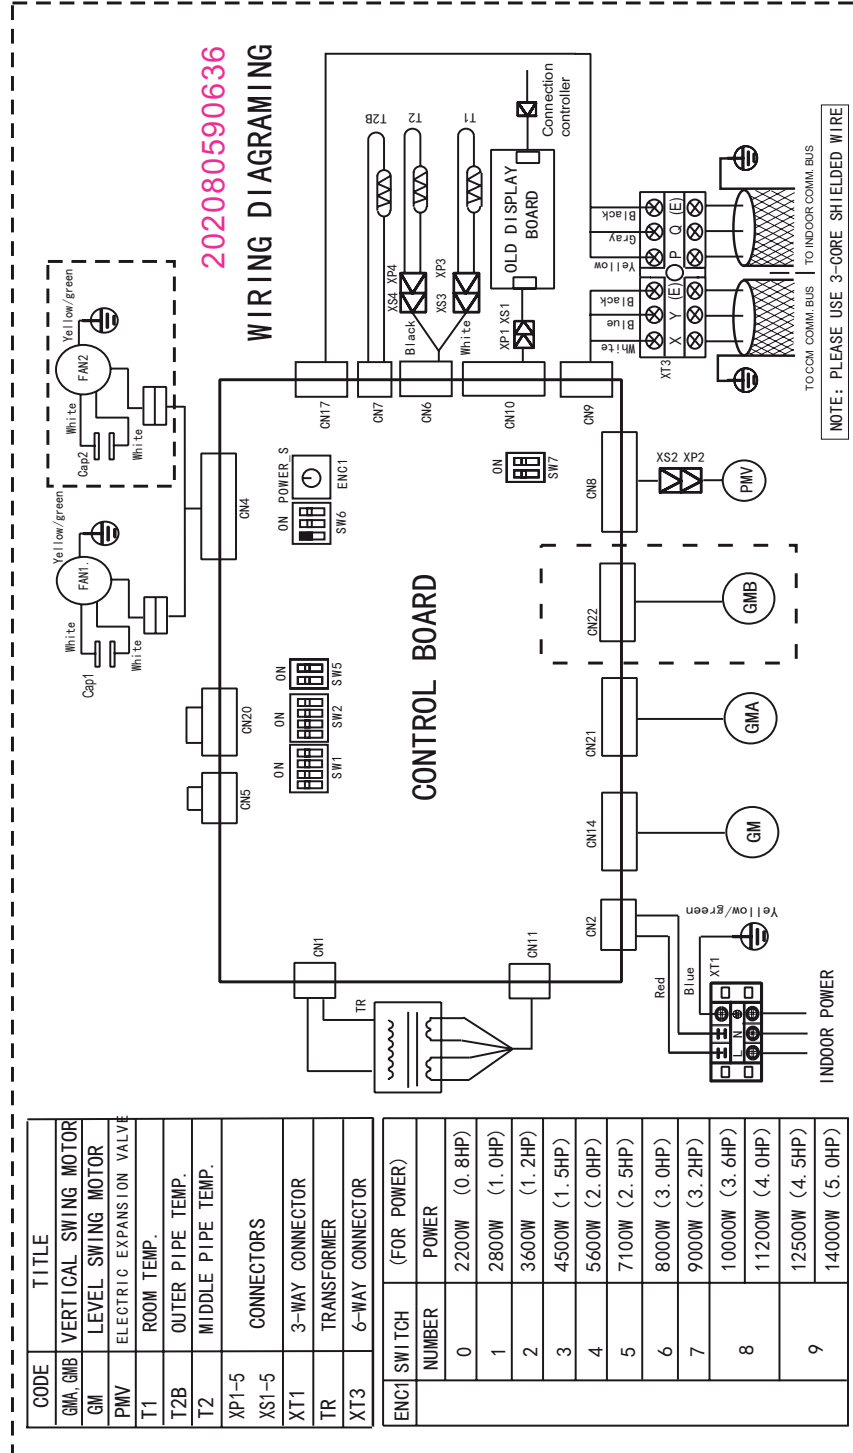 202080590636
WIRING DIAGRAMING
CONTROL BOARD
Yellow/green
FAN2
White
White
Cap2
Yellow/green
FAN1.
White
White
Cap1
CN4
CN20
CN5
CN17
CN7
CN6
CN10
CN9
CN8
CN22
CN21
CN14
CN2
CN11
CN1
ON POWER_S
ENC1
ON
SW6
ON
SW7
ON
SW5
ON
SW2
ON
SW1
T2B
T2
T1
XS4 XP4
XS3 XP3
Black
White
XP1 XS1
OLD DISPLAY
BOARD
Connection
controller
White
Blue
Black
Yellow
Gray
Black
XT3
X Y (E) P Q (E)
TO CCM COMM. BUS
TO INDOOR COMM. BUS
NOTE: PLEASE USE 3-CORE SHIELDED WIRE
XS2 XP2
PMV
GMB
GMA
GM
Yellow/green
Red
Blue
XT1
L N
INDOOR POWER
TR
CODE TITLE
GMA, GMB VERTICAL SWING MOTOR
GM LEVEL SWING MOTOR
PMV ELECTRIC EXPANSION VALVE
T1 ROOM TEMP.
T2B OUTER PIPE TEMP.
T2 MIDDLE PIPE TEMP.
XP1-5
XS1-5
CONNECTORS
XT1 3-WAY CONNECTOR
TR TRANSFORMER
XT3 6-WAY CONNECTOR
ENC1 SWITCH (FOR POWER)
NUMBER POWER
0 2200W (0.8HP)
1 2800W (1.0HP)
2 3600W (1.2HP)
3 4500W (1.5HP)
4 5600W (2.0HP)
5 7100W (2.5HP)
6 8000W (3.0HP)
7 9000W (3.2HP)
8 10000W (3.6HP)
11200W (4.0HP)
9 12500W (4.5HP)
14000W (5.0HP)